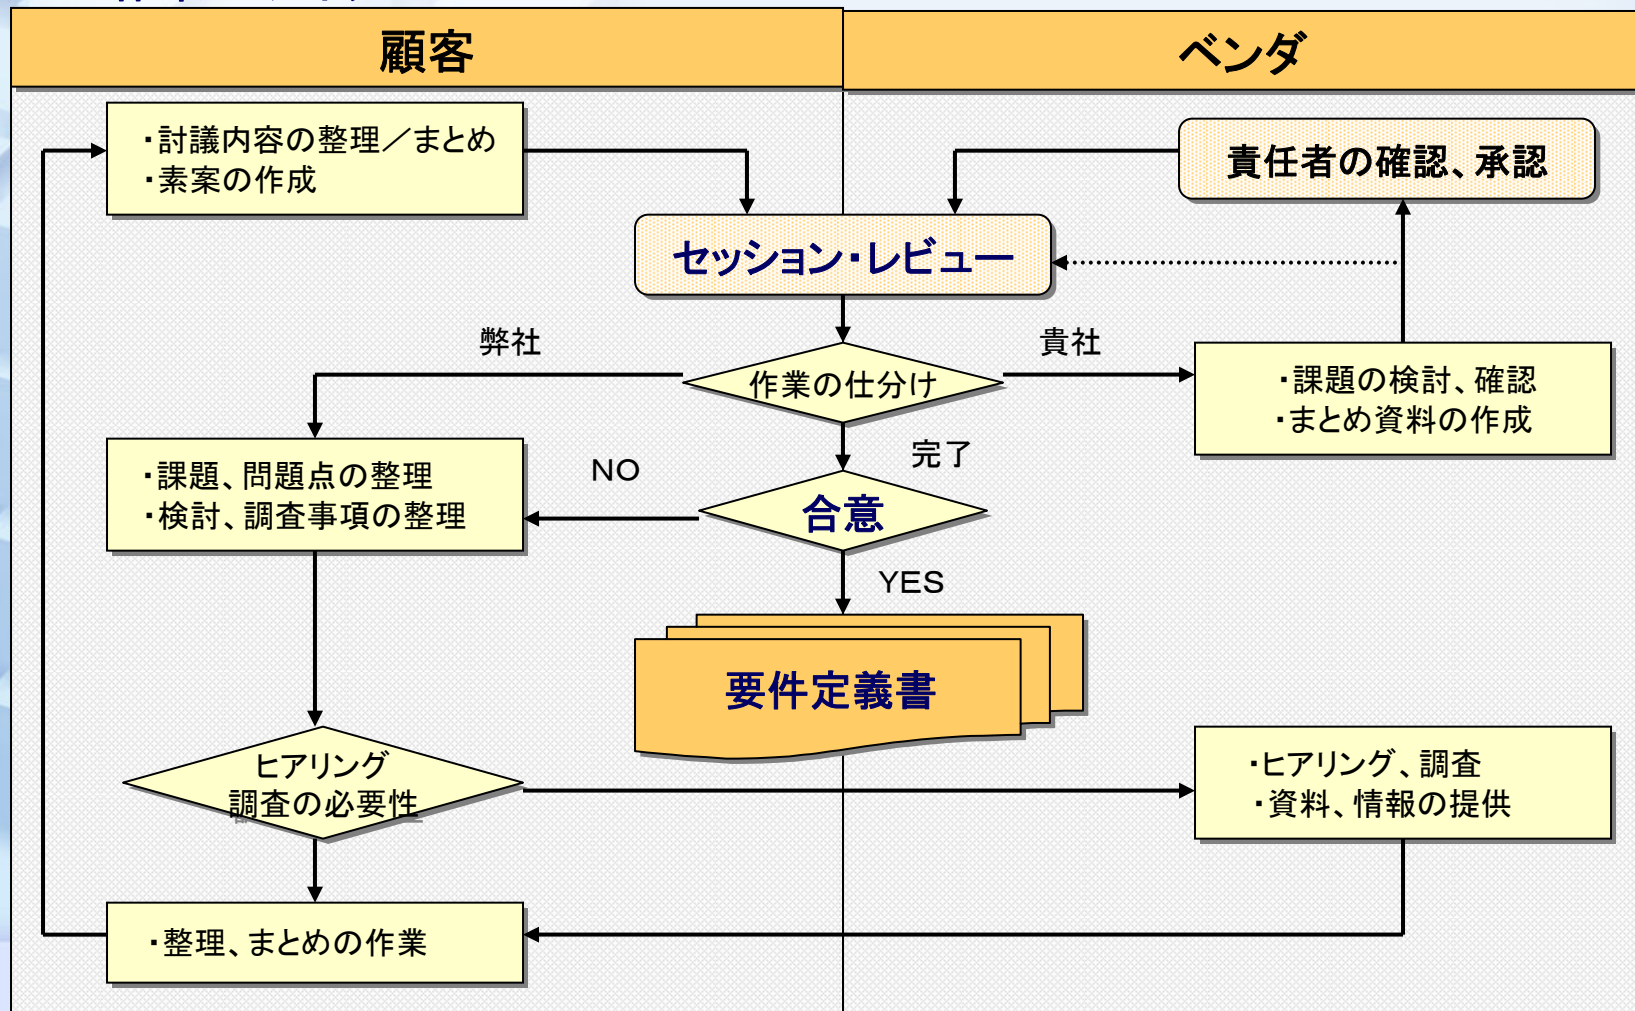 顧客
ベンダ
・討議内容の整理／まとめ
・素案の作成
責任者の確認、承認
セッション・レビュー
弊社
貴社
作業の仕分け
・課題の検討、確認
・まとめ資料の作成
完了
NO
・課題、問題点の整理
・検討、調査事項の整理
合意
YES
要件定義書
ヒアリング
調査の必要性
・ヒアリング、調査
・資料、情報の提供
・整理、まとめの作業